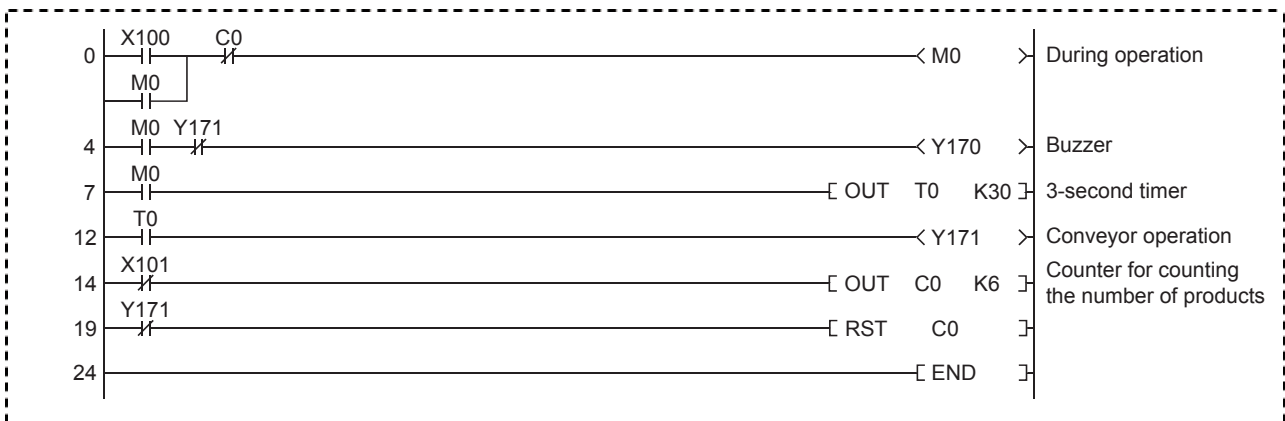 X100 C0
0 M0 During operation
M0
M0 Y171
4 Y170 Buzzer
M0
7 OUT T0 K30 3-second timer
T0
12 Y171 Conveyor operation
X101
14 OUT C0 K6 Counter for counting
the number of products
Y171
19 RST C0
24 END